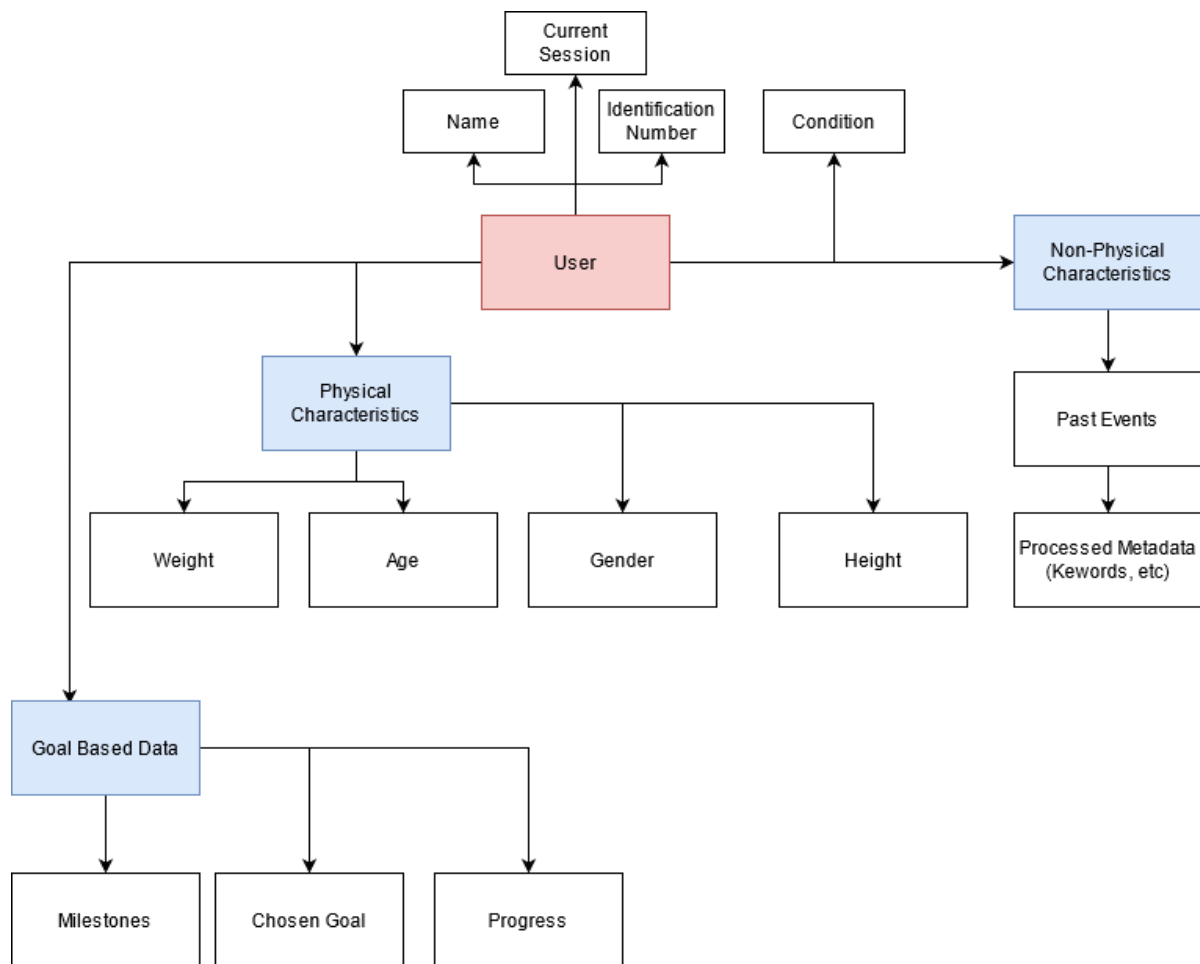 Current
Session
Name
Identification
Number
Condition
User
Non-Physical
Characteristics
Physical
Characteristics
Past Events
Weight
Age
Gender
Height
Processed Metadata
(Kewords, etc)
Goal Based Data
Milestones
Chosen Goal
Progress